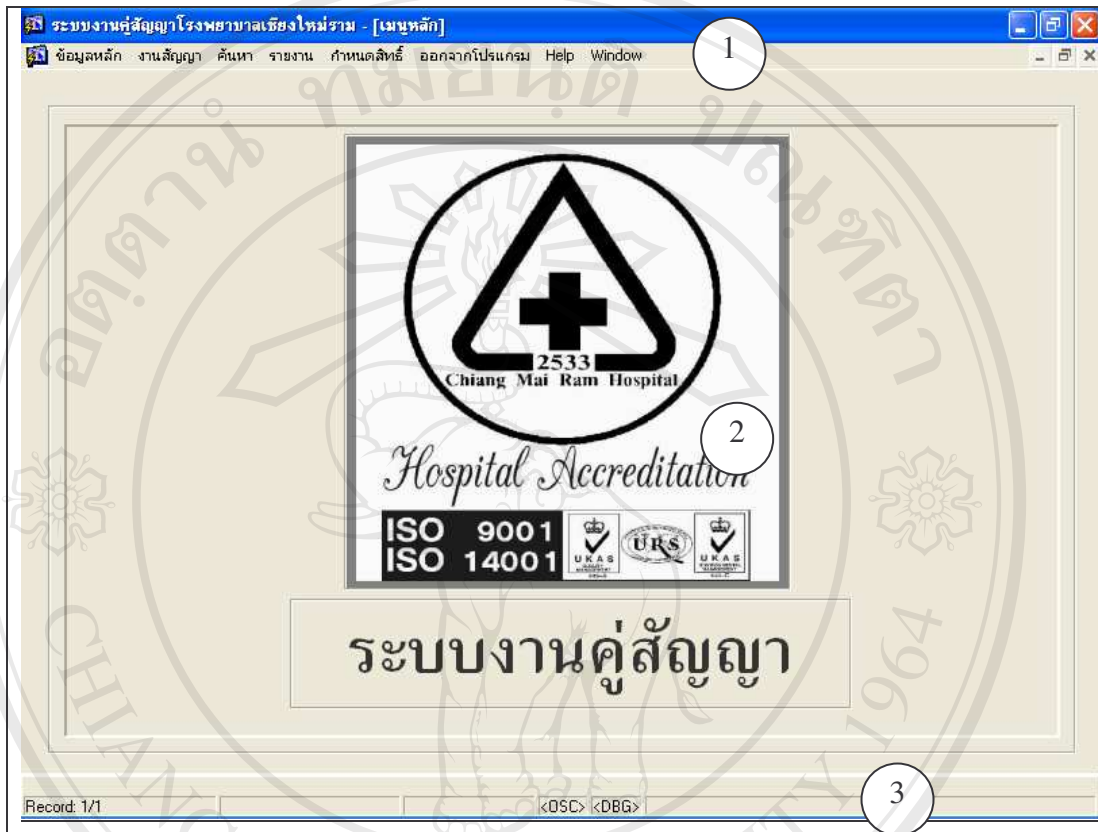 ระบบงานคู่สัญญาโรงพยาบาลเชียงใหม่ราม - [เมนูหลัก]
ข้อมูลหลัก งานสัญญา ค้นหา รายงาน กำหนดสิทธิ์ ออกจากโปรแกรม Help Window
1
2533
Chiang Mai Ram Hospital
2
Hospital Accreditation
ISO 9001
ISO 14001
UKAS
URS
UKAS
ระบบงานคู่สัญญา
3
Record: 1/1 <OSC> <DBG>